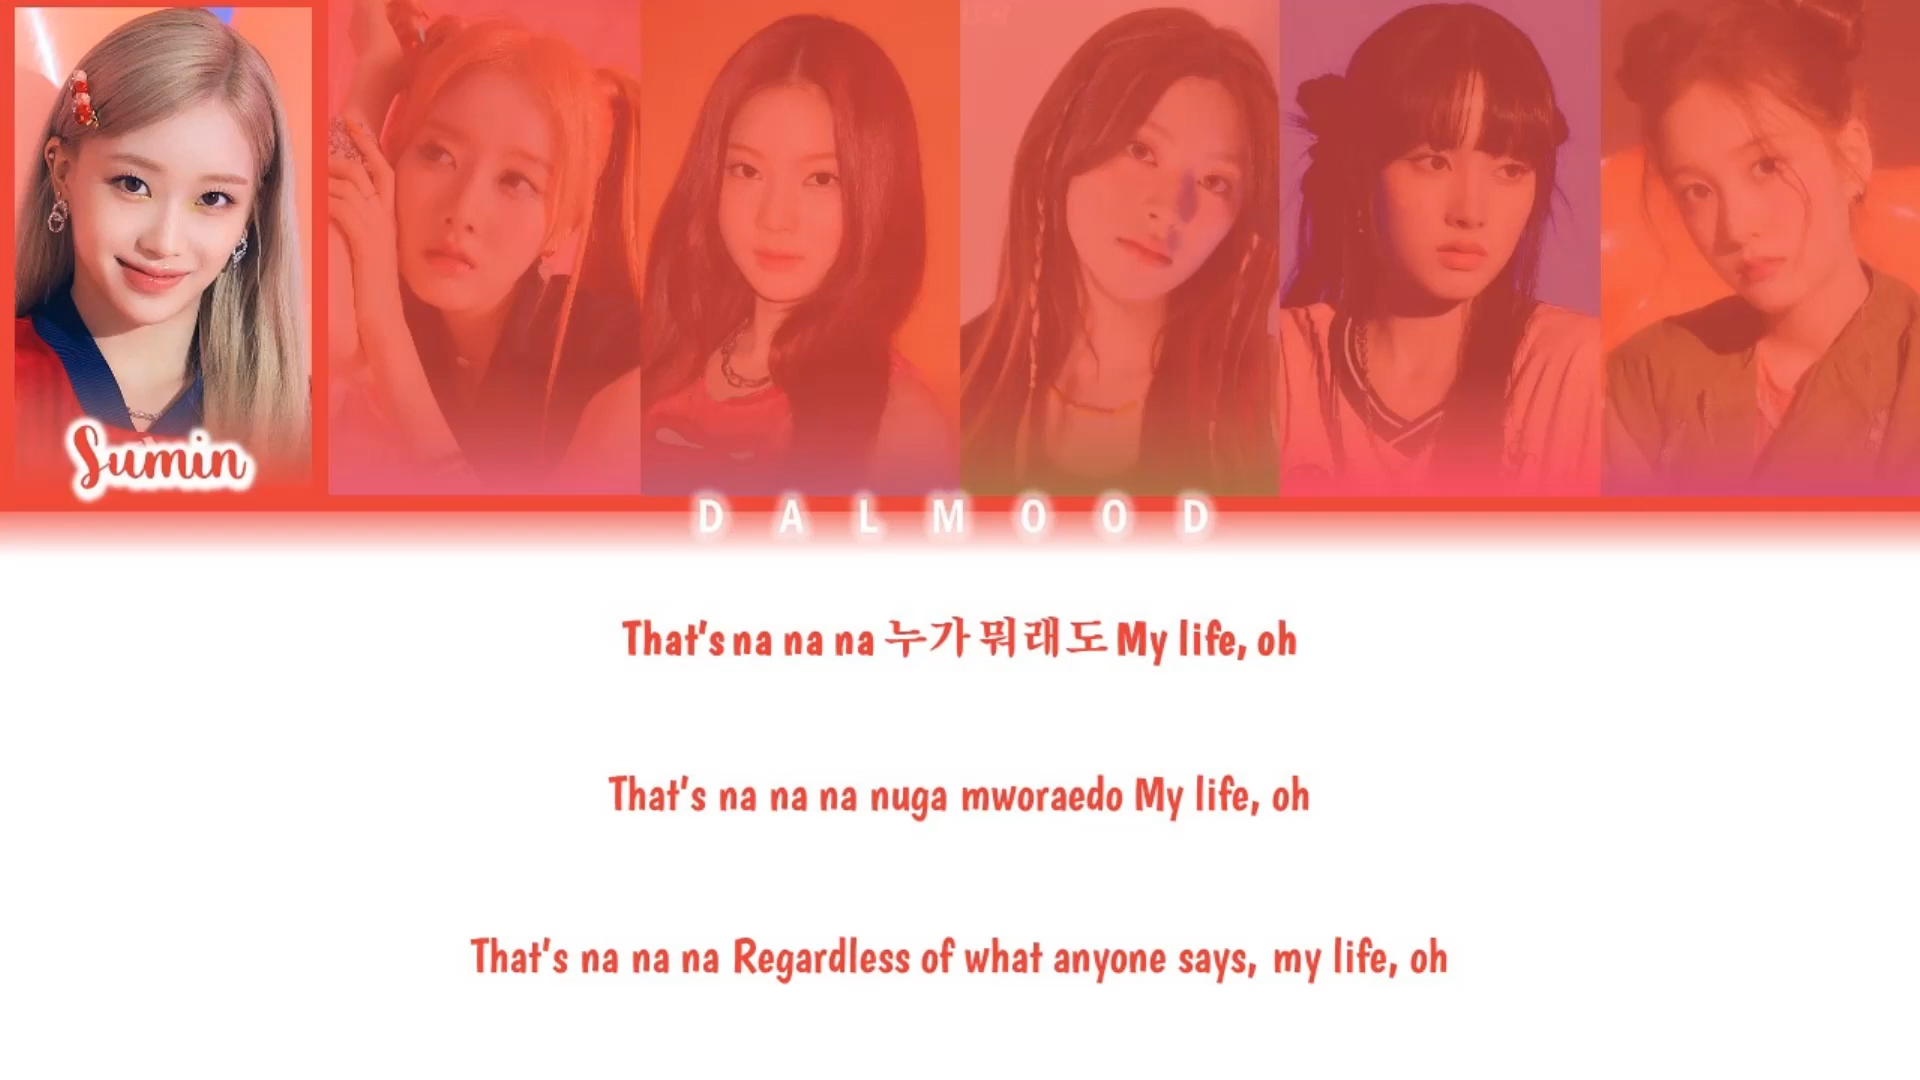 Sumin
DALMOOD
That's na na na 누가 뭐래도 My life, oh
That's na na na nuga mworaedo My life, oh
That's na na na Regardless of what anyone says, my life, oh